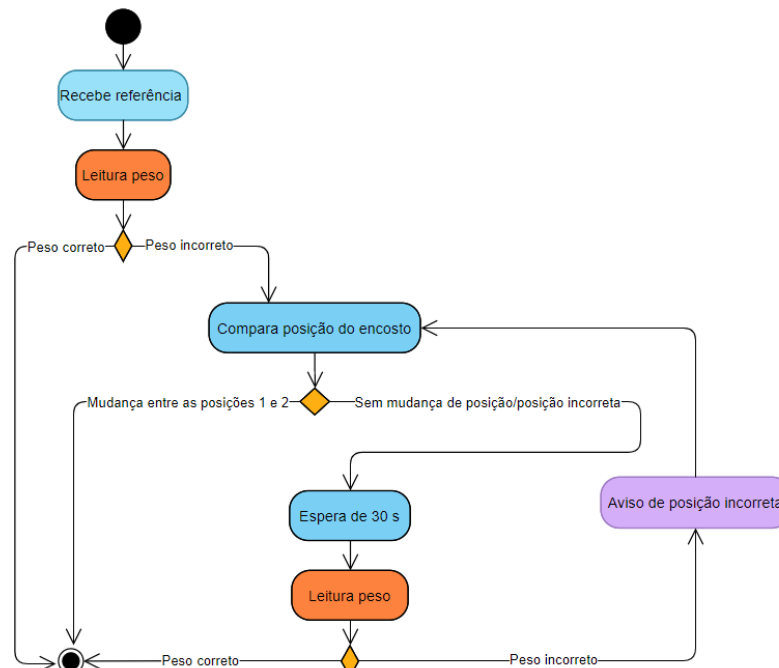 Recebe referência
Leitura peso
Peso correto
Peso incorreto
Compara posição do encosto
Mudança entre as posições 1 e 2
Sem mudança de posição/posição incorreta
Espera de 30 s
Aviso de posição incorreta
Leitura peso
Peso correto
Peso incorreto